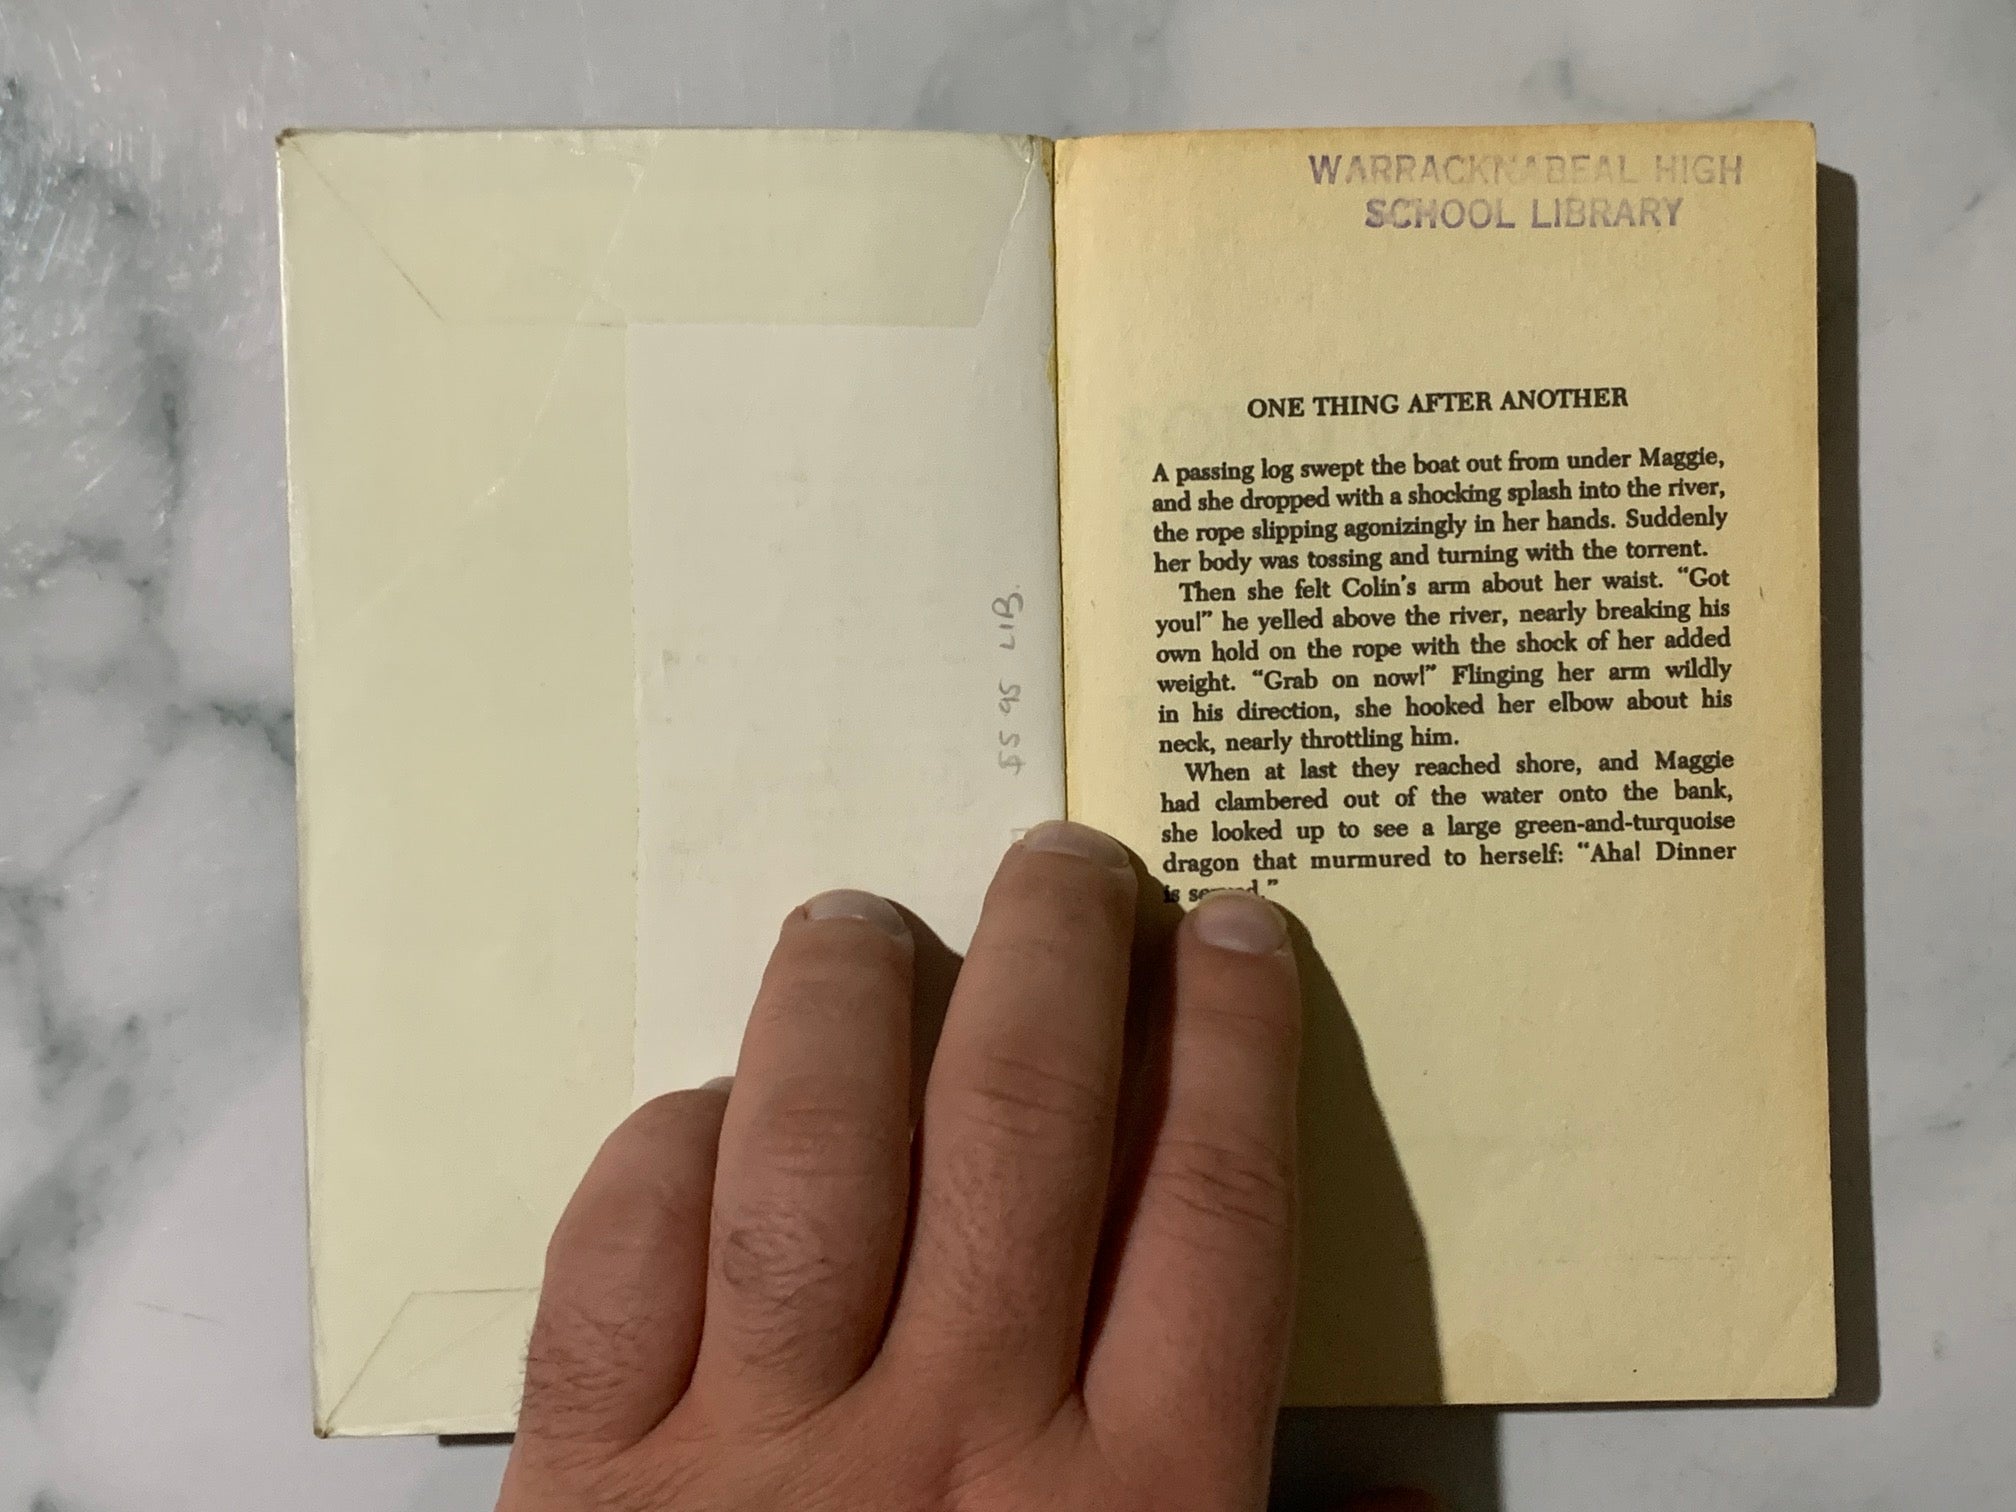 WARRACKNABEAL HIGH
SCHOOL LIBRARY
$5 95 LIB.
ONE THING AFTER ANOTHER
A passing log swept the boat out from under Maggie,
and she dropped with a shocking splash into the river,
the rope slipping agonizingly in her hands. Suddenly
her body was tossing and turning with the torrent.
Then she felt Colin's arm about her waist. "Got
you!" he yelled above the river, nearly breaking his
own hold on the rope with the shock of her added
weight. "Grab on now!" Flinging her arm wildly
in his direction, she hooked her elbow about his
neck, nearly throttling him.
When at last they reached shore, and Maggie
had clambered out of the water onto the bank,
she looked up to see a large green-and-turquoise
dragon that murmured to herself: "Aha! Dinner
is